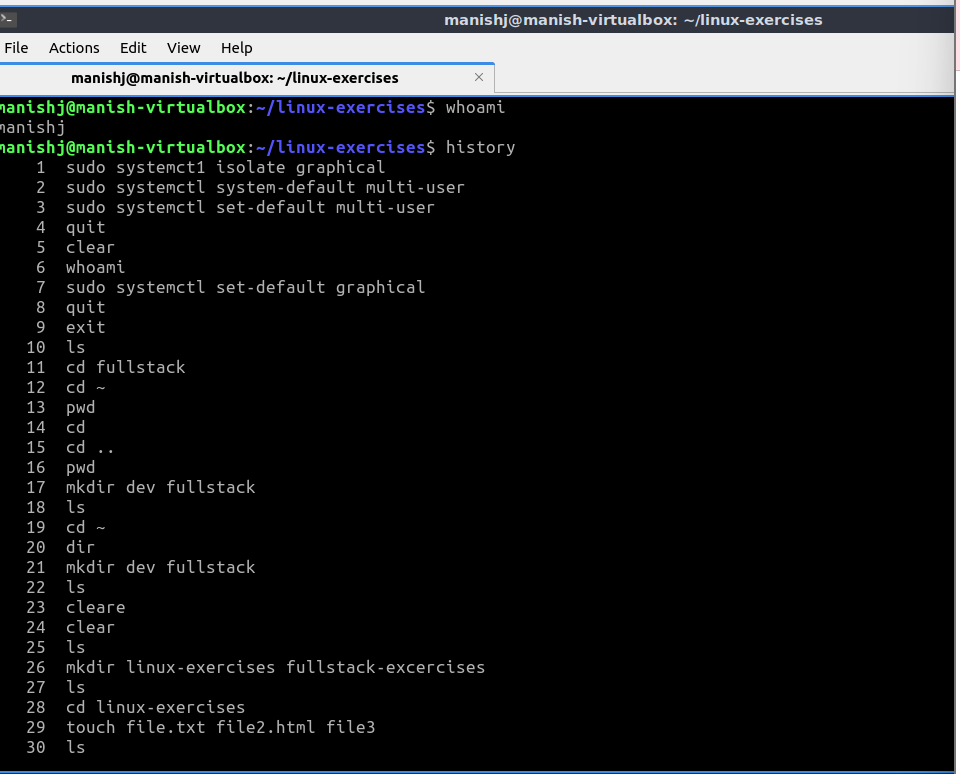 manishj@manish-virtualbox: ~/linux-exercises
File Actions Edit View Help
manishj@manish-virtualbox: ~/linux-exercises
manishj@manish-virtualbox:~/linux-exercises$ whoami
manishj
manishj@manish-virtualbox:~/linux-exercises$ history
1 sudo systemct1 isolate graphical
2 sudo systemctl system-default multi-user
3 sudo systemctl set-default multi-user
4 quit
5 clear
6 whoami
7 sudo systemctl set-default graphical
8 quit
9 exit
10 ls
11 cd fullstack
12 cd ~
13 pwd
14 cd
15 cd ..
16 pwd
17 mkdir dev fullstack
18 ls
19 cd ~
20 dir
21 mkdir dev fullstack
22 ls
23 cleare
24 clear
25 ls
26 mkdir linux-exercises fullstack-excercises
27 ls
28 cd linux-exercises
29 touch file.txt file2.html file3
30 ls